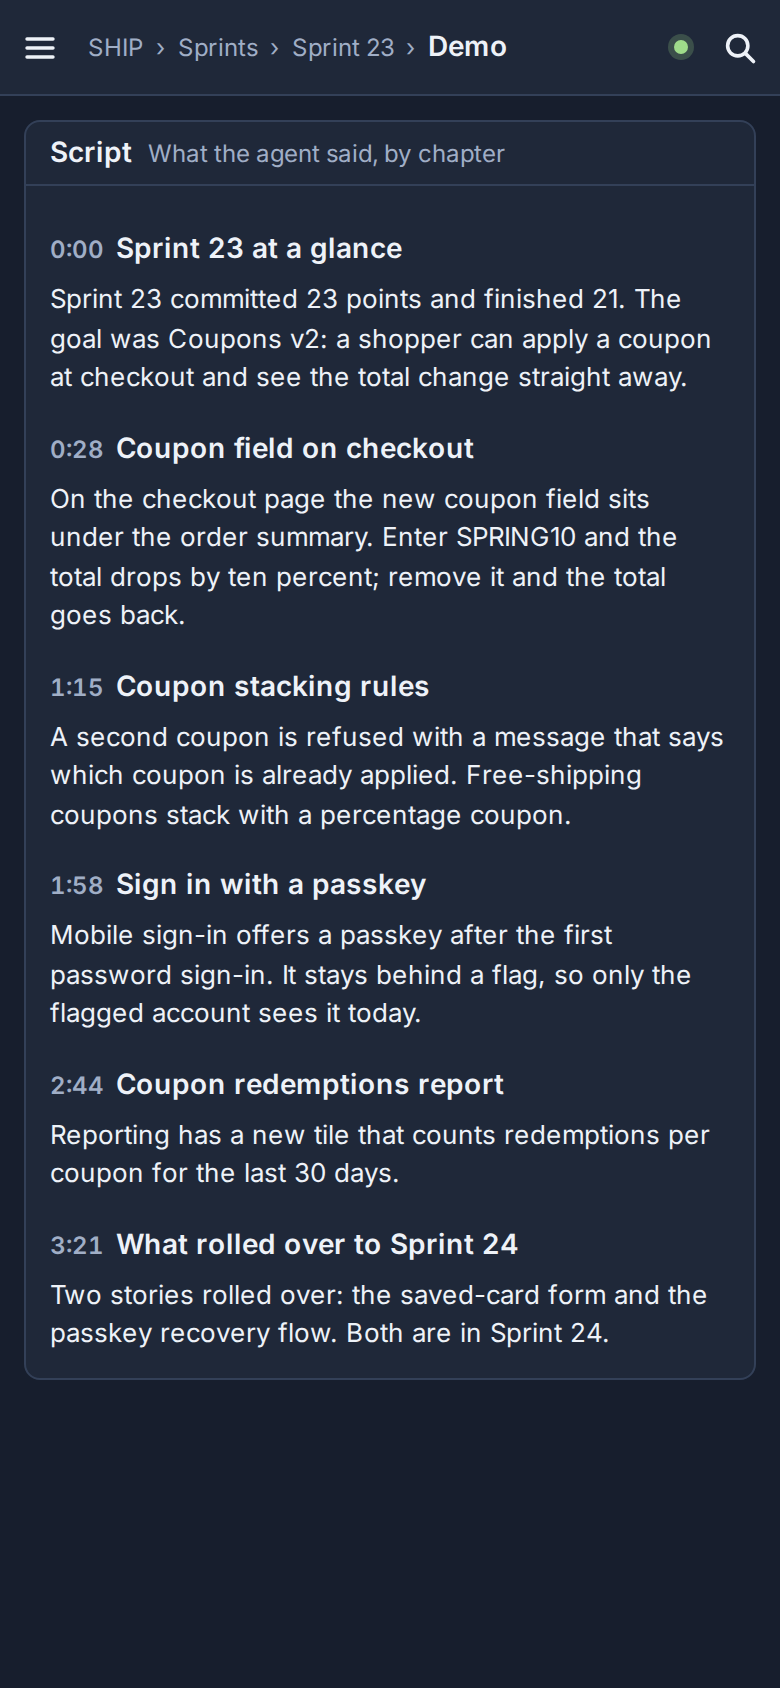 SHIP › Sprints › Sprint 23 › Demo
Script What the agent said, by chapter
0:00 Sprint 23 at a glance
Sprint 23 committed 23 points and finished 21. The
goal was Coupons v2: a shopper can apply a coupon
at checkout and see the total change straight away.
0:28 Coupon field on checkout
On the checkout page the new coupon field sits
under the order summary. Enter SPRING10 and the
total drops by ten percent; remove it and the total
goes back.
1:15 Coupon stacking rules
A second coupon is refused with a message that says
which coupon is already applied. Free-shipping
coupons stack with a percentage coupon.
1:58 Sign in with a passkey
Mobile sign-in offers a passkey after the first
password sign-in. It stays behind a flag, so only the
flagged account sees it today.
2:44 Coupon redemptions report
Reporting has a new tile that counts redemptions per
coupon for the last 30 days.
3:21 What rolled over to Sprint 24
Two stories rolled over: the saved-card form and the
passkey recovery flow. Both are in Sprint 24.